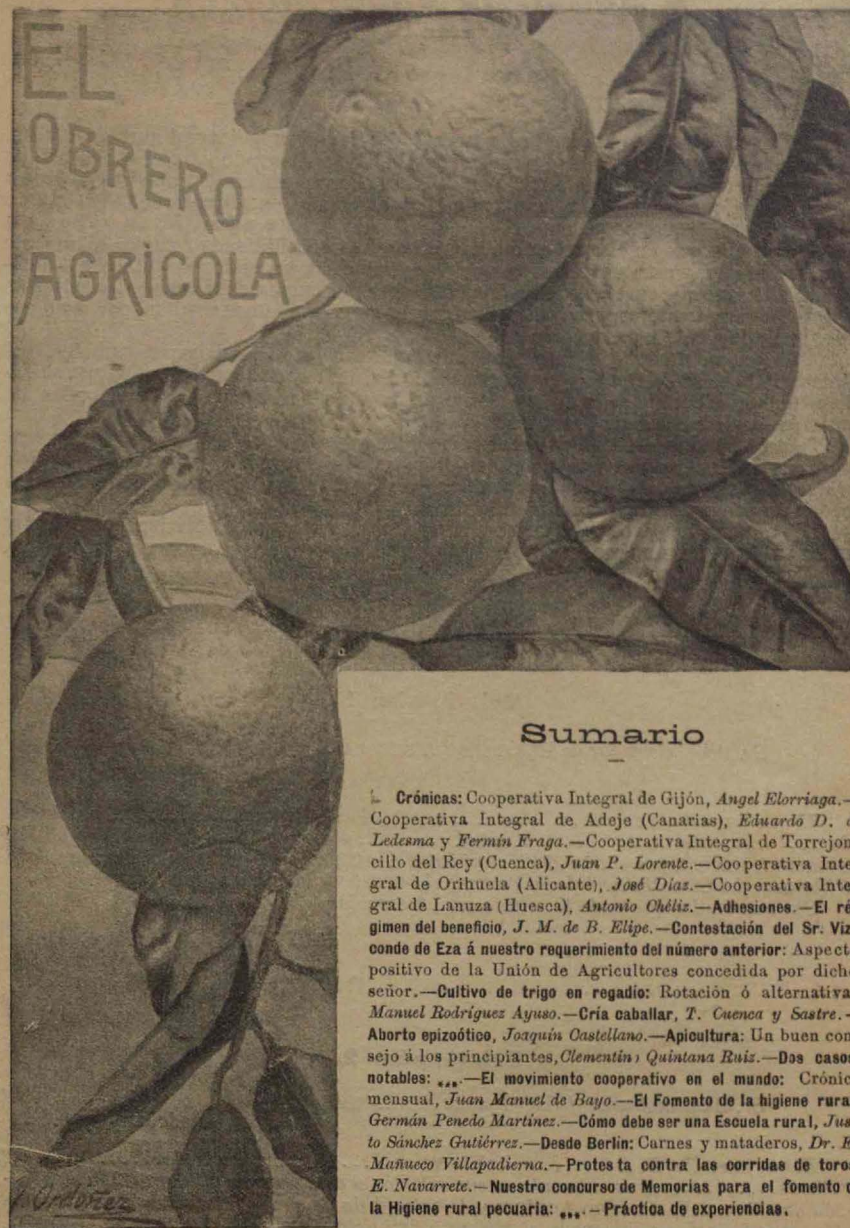 EL
OBRERO
AGRÍCOLA
Sumario
Crónicas: Cooperativa Integral de Gijón, Angel Elorriaga.—
Cooperativa Integral de Adeje (Canarias), Eduardo D. 
Ledesma y Fermín Fraga.—Cooperativa Integral de Torrejon-
cillo del Rey (Cuenca), Juan P. Lorente.—Cooperativa Inte
gral de Orihuela (Alicante), José Díaz.—Cooperativa Inte
gral de Lanuza (Huesca), Antonio Chéliz.—Adhesiones.—El ré
gimen del beneficio, J. M. de B. Elipe.—Contestación del Sr. Viz
conde de Eza á nuestro requerimiento del número anterior: Aspect
positivo de la Unión de Agricultores concedida por dich
señor.—Cultivo de trigo en regadío: Rotación ó alternativa
Manuel Rodríguez Ayuso.—Cría caballar, T. Cuenca y Sastre.—
Aborto epizoótico, Joaquín Castellano.—Apicultura: Un buen con
sejo á los principiantes, Clementino Quintana Ruiz.—Dos casos
notables: ...—El movimiento cooperativo en el mundo: Crónic
mensual, Juan Manuel de Bayo.—El Fomento de la higiene rura
Germán Penedo Martínez.—Cómo debe ser una Escuela rural, Jus
to Sánchez Gutiérrez.—Desde Berlín: Carnes y mataderos, Dr. F
Mañueco Villapadierna.—Protesta contra las corridas de toro
E. Navarrete.—Nuestro concurso de Memorias para el fomento d
la Higiene rural pecuaria: ...—Práctica de experiencias.
Ordóñez